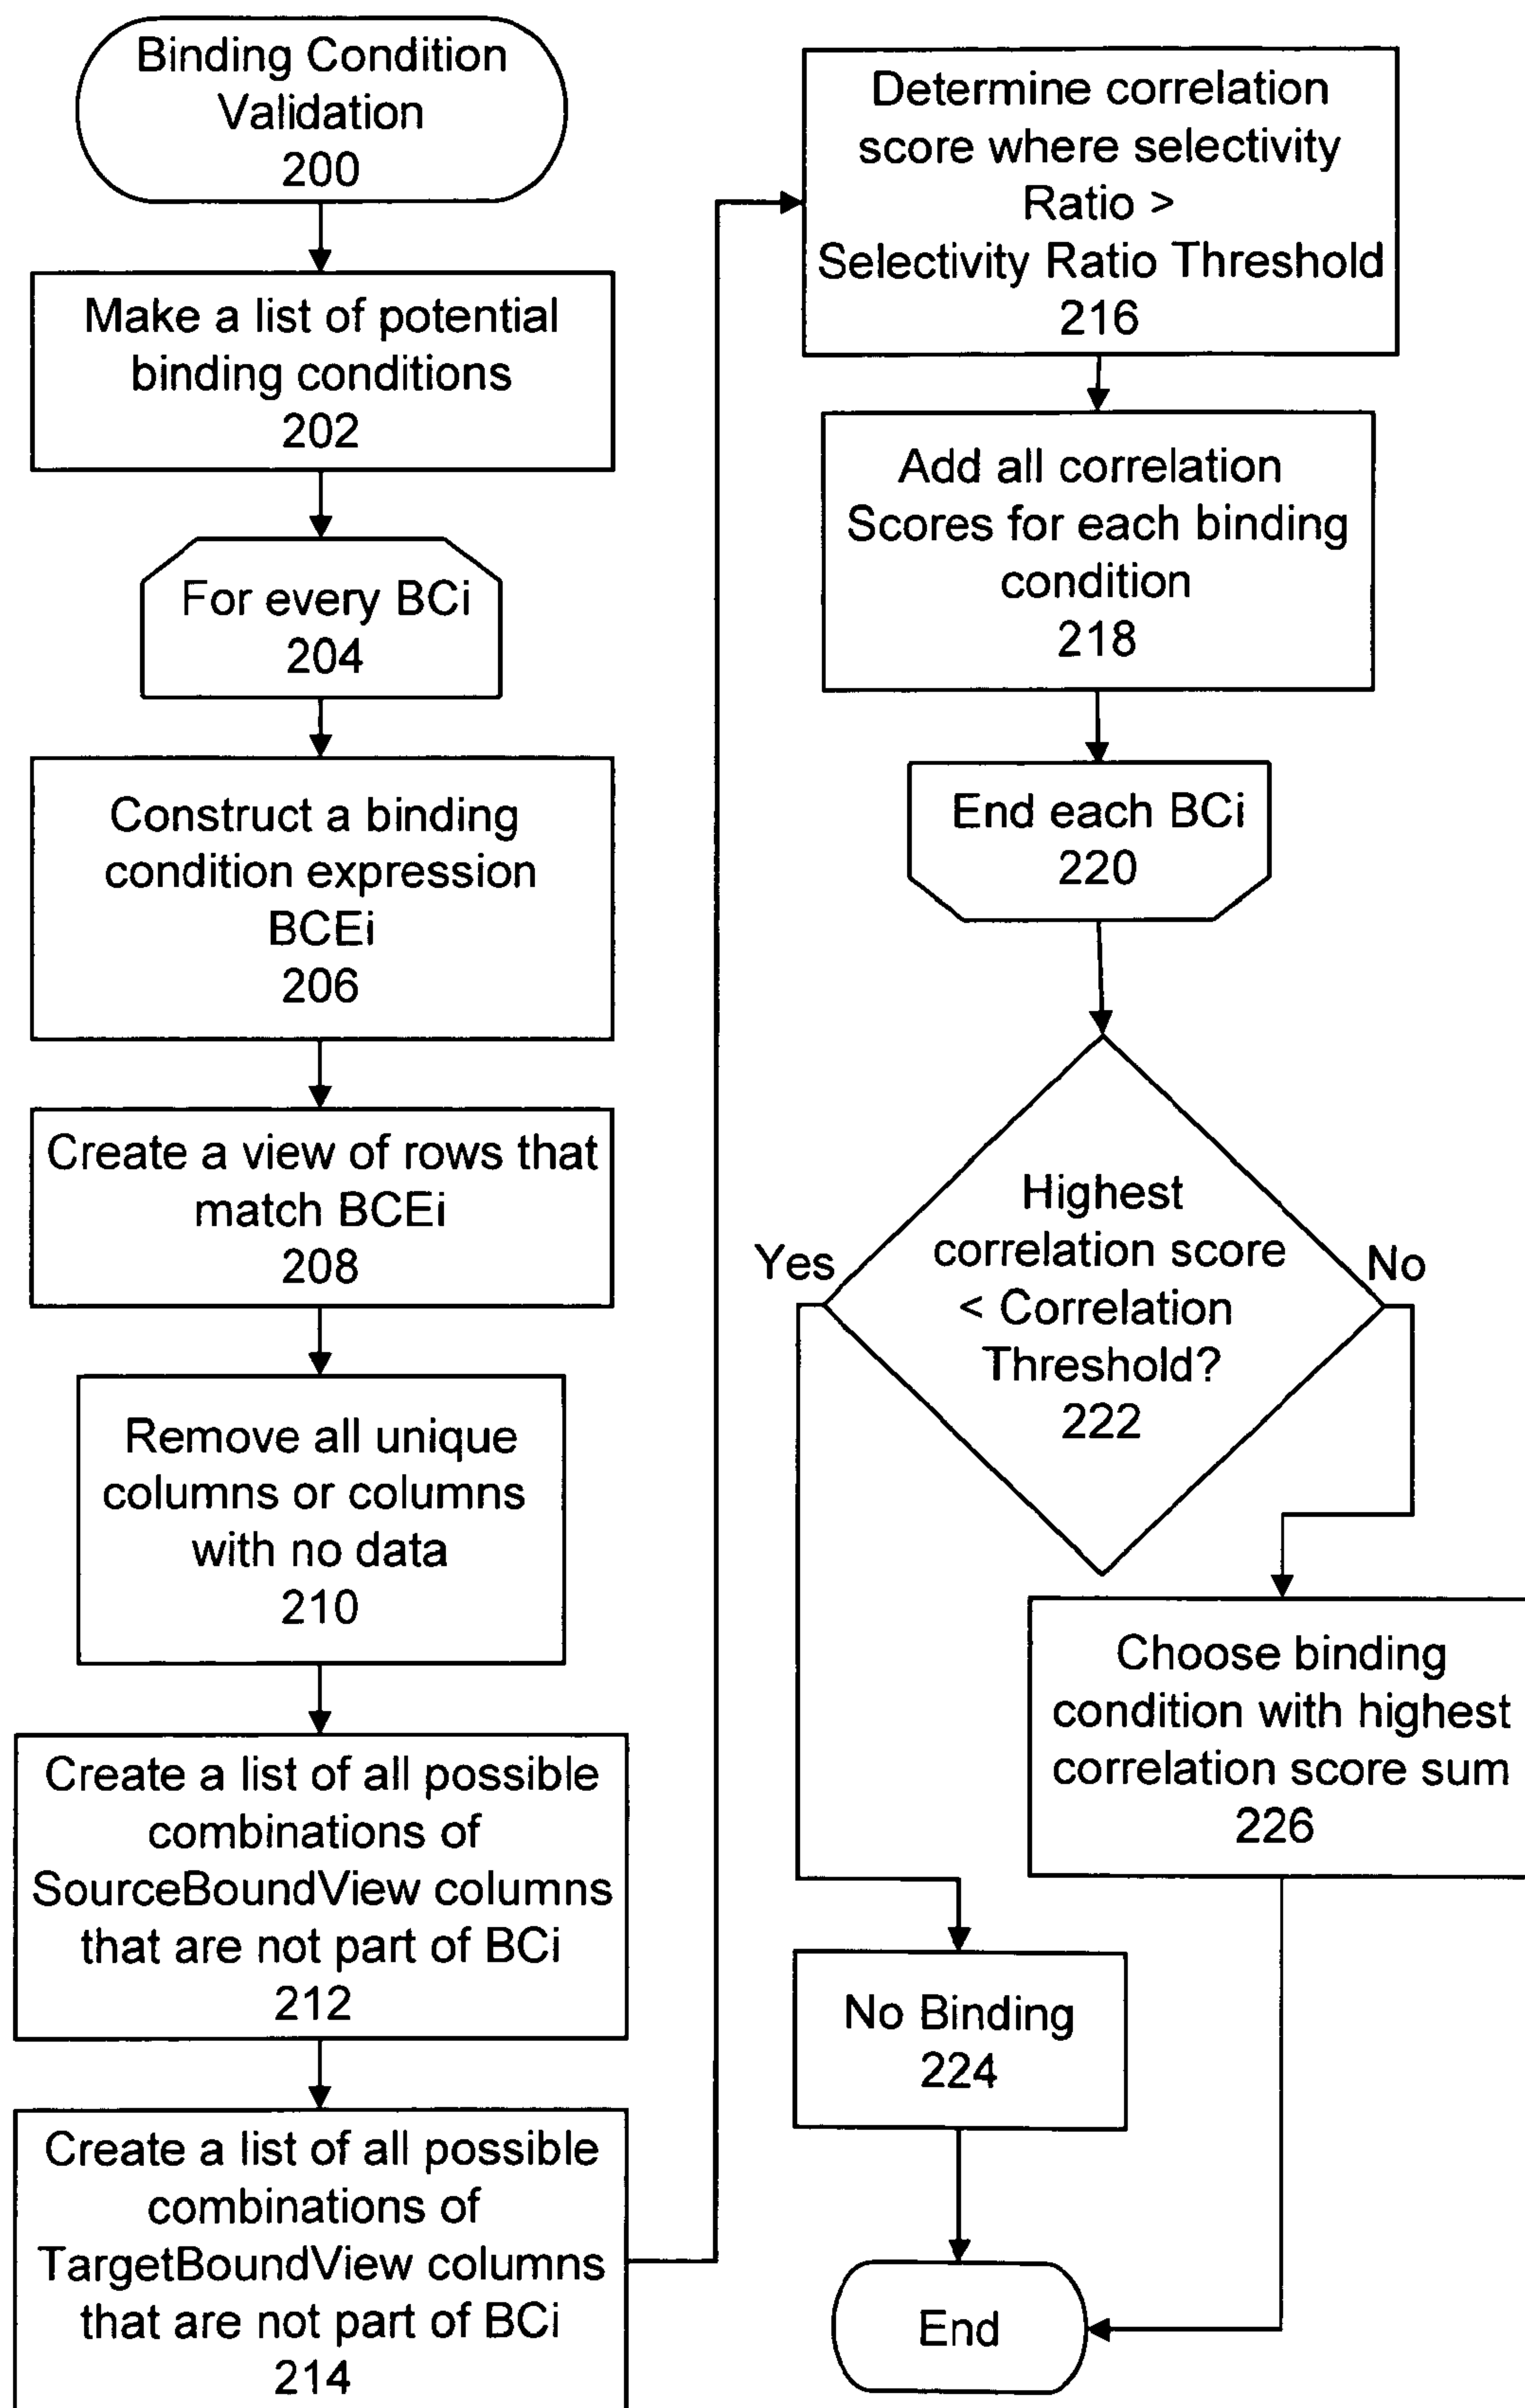 Binding Condition
Validation
200
Make a list of potential
binding conditions
202
For every BCi
204
Construct a binding
condition expression
BCEi
206
Create a view of rows that
match BCEi
208
Remove all unique
columns or columns
with no data
210
Create a list of all possible
combinations of
SourceBoundView columns
that are not part of BCi
212
Create a list of all possible
combinations of
TargetBoundView columns
that are not part of BCi
214
Determine correlation
score where selectivity
Ratio >
Selectivity Ratio Threshold
216
Add all correlation
Scores for each binding
condition
218
End each BCi
220
Highest
correlation score
< Correlation
Threshold?
222
Yes
No
Choose binding
condition with highest
correlation score sum
226
No Binding
224
End